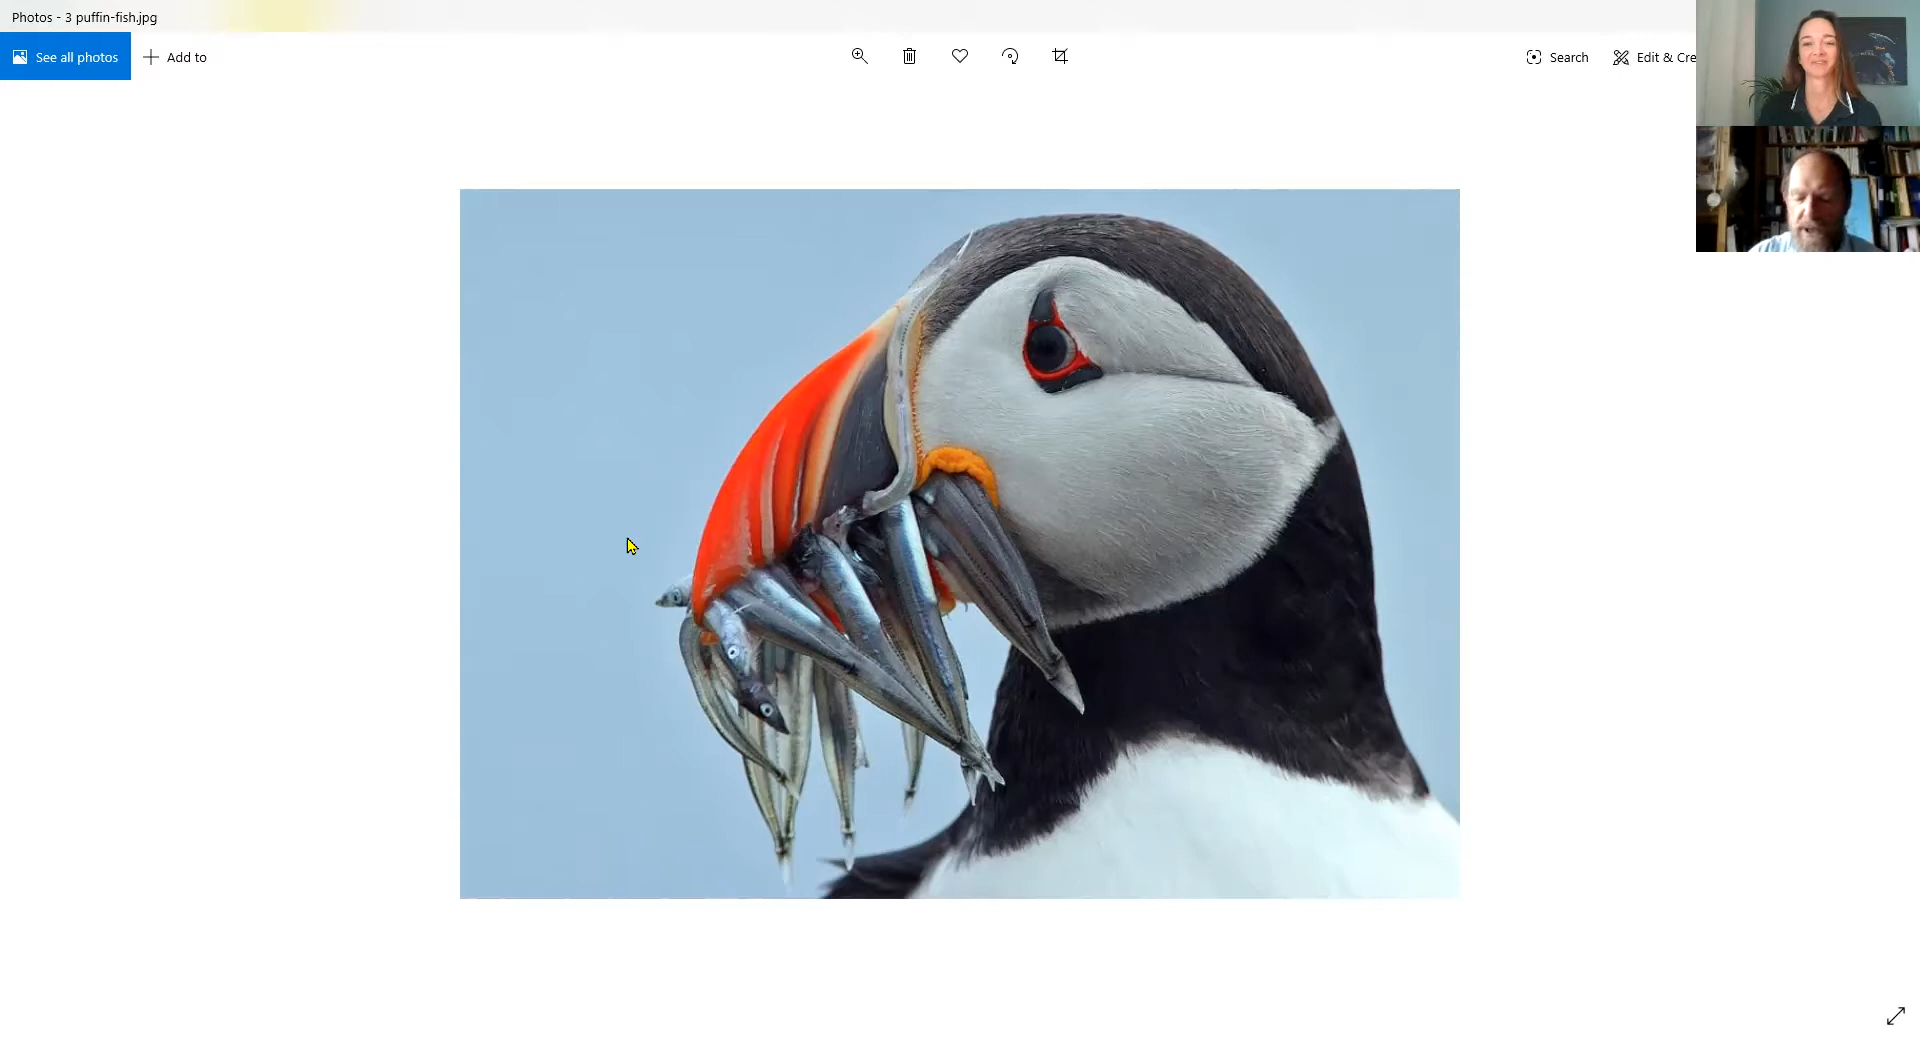 Photos - 3 puffin-fish.jpg
See all photos
Add to
Search
Edit & Cre